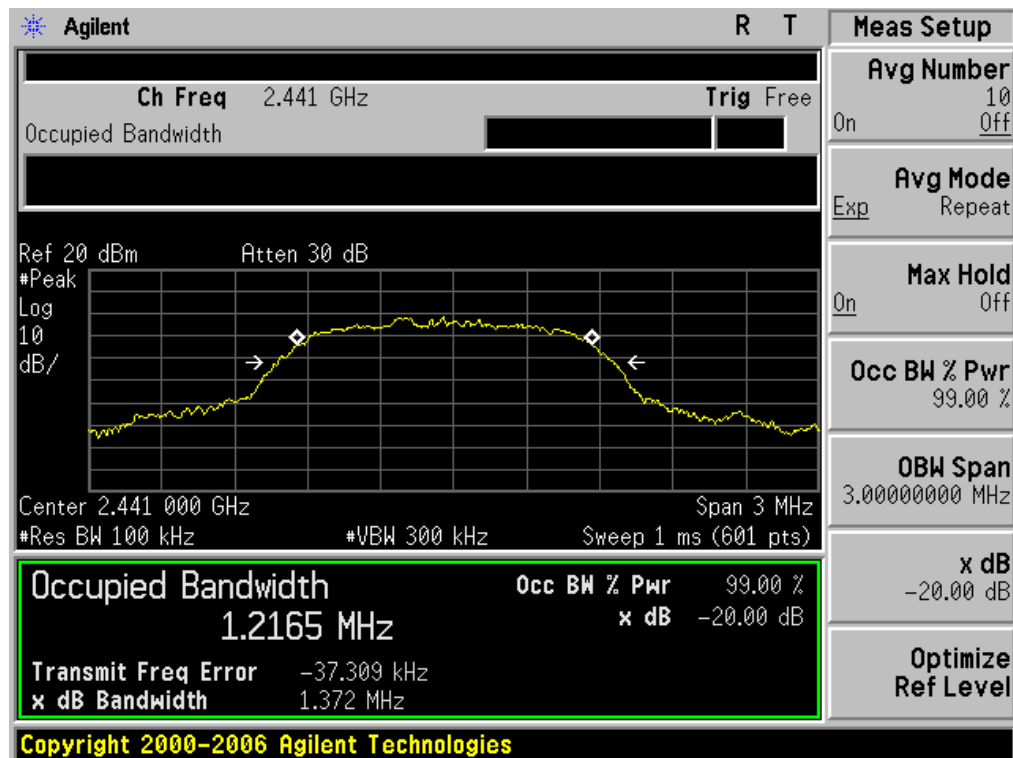 Agilent R T Meas Setup
Ch Freq 2.441 GHz Trig Free
Occupied Bandwidth
Ref 20 dBm Atten 30 dB
#Peak
Log
10
dB/
Center 2.441 000 GHz Span 3 MHz
#Res BW 100 kHz #VBW 300 kHz Sweep 1 ms (601 pts)
Occupied Bandwidth Occ BW % Pwr 99.00 %
1.2165 MHz x dB -20.00 dB
Transmit Freq Error -37.309 kHz
x dB Bandwidth 1.372 MHz
Copyright 2000-2006 Agilent Technologies
Avg Number
10
On Off
Avg Mode
Exp Repeat
Max Hold
On Off
Occ BW % Pwr
99.00 %
OBW Span
3.00000000 MHz
x dB
-20.00 dB
Optimize
Ref Level